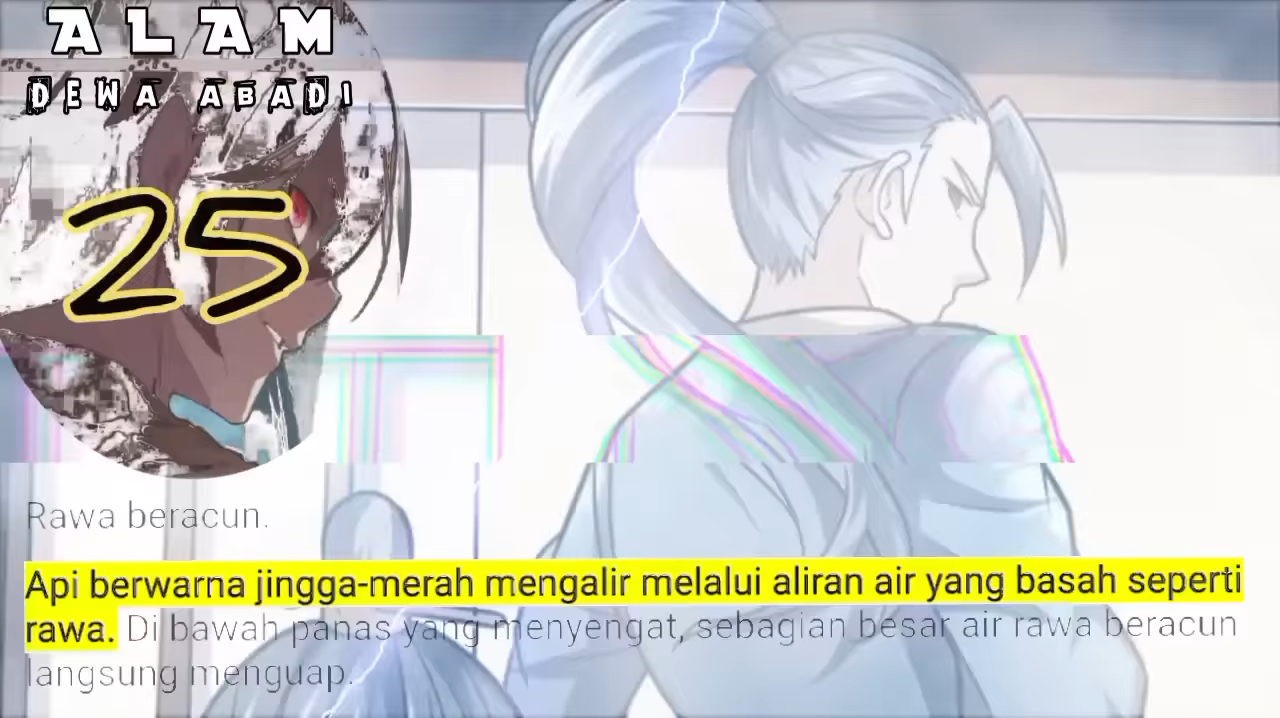 ALAM
DEWA ABADI
25
Rawa beracun.
Api berwarna jingga-merah mengalir melalui aliran air yang basah seperti
rawa. Di bawah panas yang menyengat, sebagian besar air rawa beracun
langsung menguap.